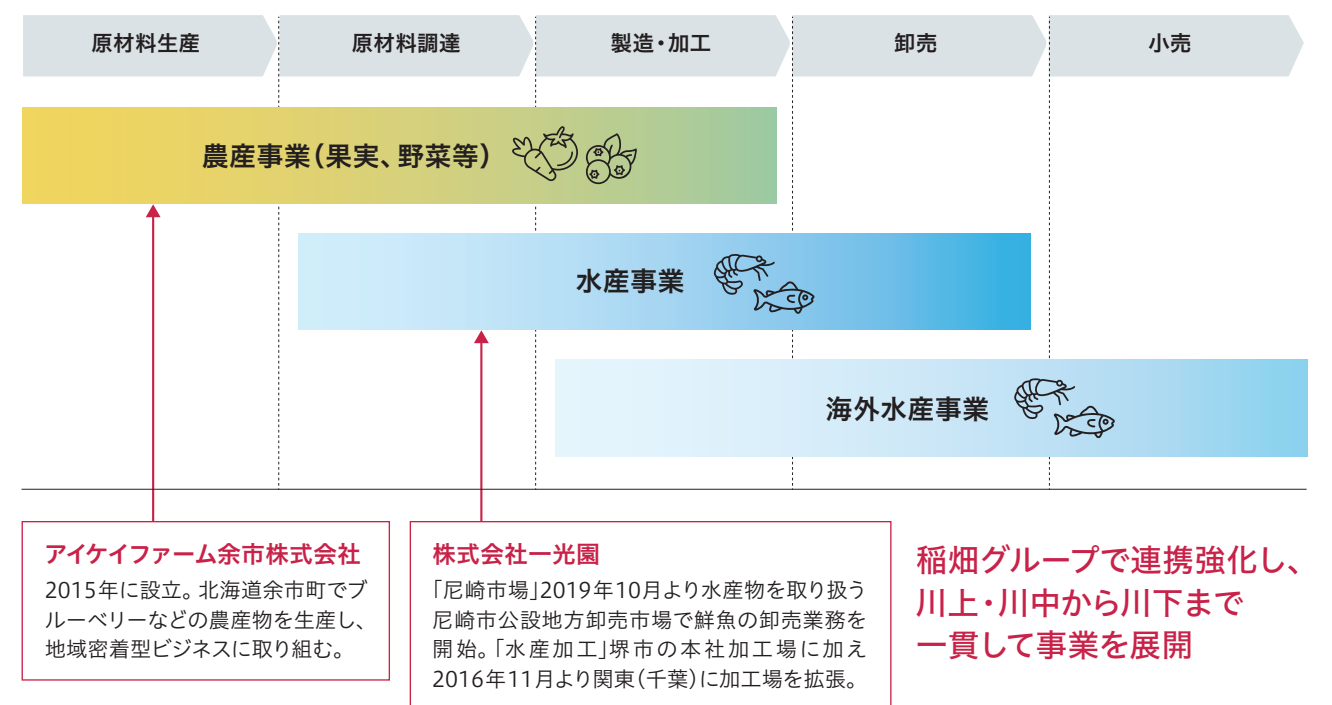 原材料生産
原材料調達
製造・加工
卸売
小売
農産事業（果実、野菜等）
水産事業
海外水産事業
アイケイファーム余市株式会社
2015年に設立。北海道余市町でブ
ルーベリーなどの農産物を生産し、
地域密着型ビジネスに取り組む。
株式会社一光園
「尼崎市場」2019年10月より水産物を取り扱う
尼崎市公設地方卸売市場で鮮魚の卸売業務を
開始。「水産加工」堺市の本社加工場に加え
2016年11月より関東（千葉）に加工場を拡張。
稲畑グループで連携強化し、
川上・川中から川下まで
一貫して事業を展開